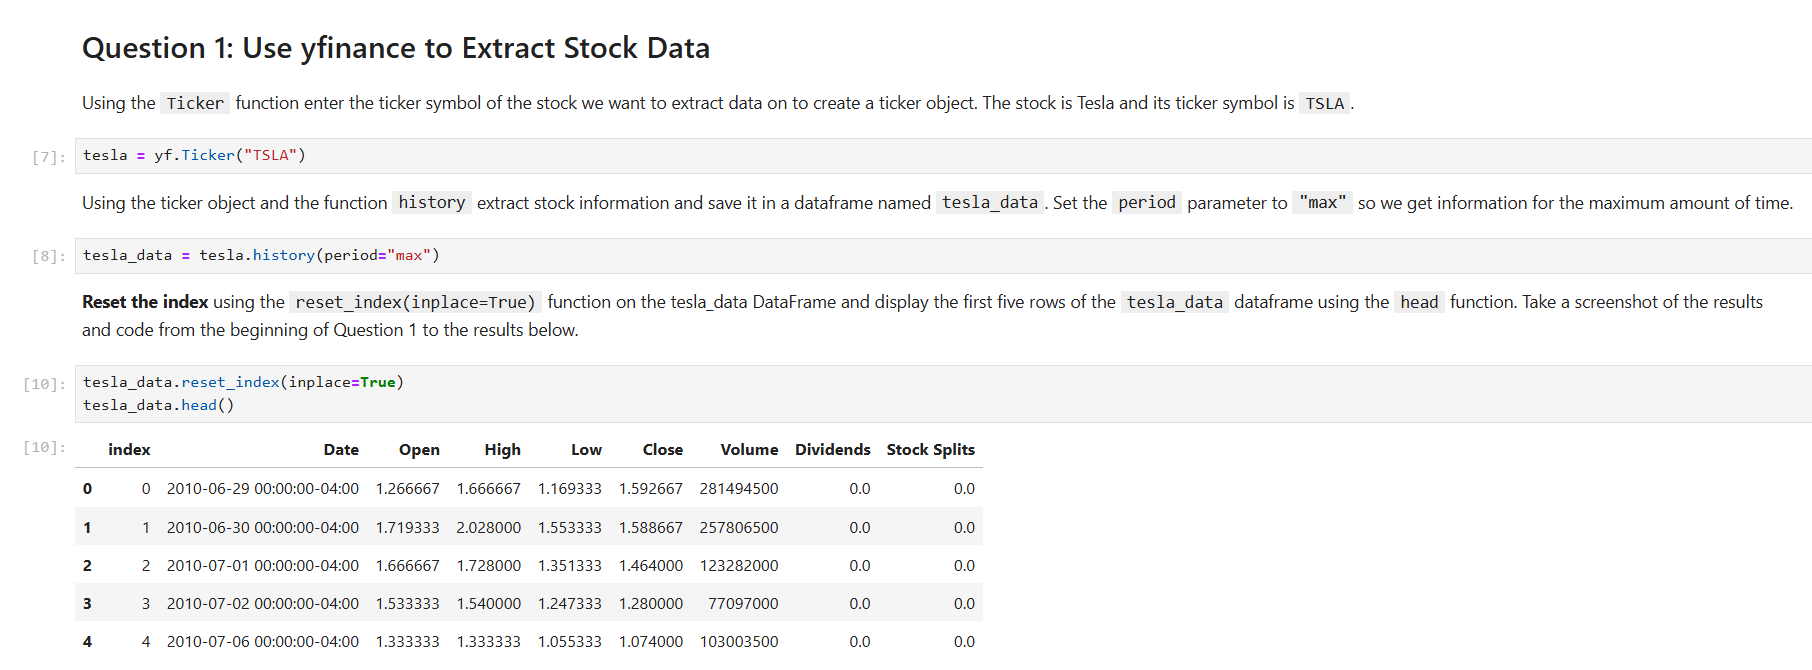 Question 1: Use yfinance to Extract Stock Data
Using the Ticker function enter the ticker symbol of the stock we want to extract data on to create a ticker object. The stock is Tesla and its ticker symbol is TSLA .
[7]: tesla = yf.Ticker("TSLA")
Using the ticker object and the function history extract stock information and save it in a dataframe named tesla_data . Set the period parameter to "max" so we get information for the maximum amount of time.
[8]: tesla_data = tesla.history(period="max")
Reset the index using the reset_index(inplace=True) function on the tesla_data DataFrame and display the first five rows of the tesla_data dataframe using the head function. Take a screenshot of the results
and code from the beginning of Question 1 to the results below.
[10]: tesla_data.reset_index(inplace=True)
tesla_data.head()
[10]: index Date Open High Low Close Volume Dividends Stock Splits
0 0 2010-06-29 00:00:00-04:00 1.266667 1.666667 1.169333 1.592667 281494500 0.0 0.0
1 1 2010-06-30 00:00:00-04:00 1.719333 2.028000 1.553333 1.588667 257806500 0.0 0.0
2 2 2010-07-01 00:00:00-04:00 1.666667 1.728000 1.351333 1.464000 123282000 0.0 0.0
3 3 2010-07-02 00:00:00-04:00 1.533333 1.540000 1.247333 1.280000 77097000 0.0 0.0
4 4 2010-07-06 00:00:00-04:00 1.333333 1.333333 1.055333 1.074000 103003500 0.0 0.0